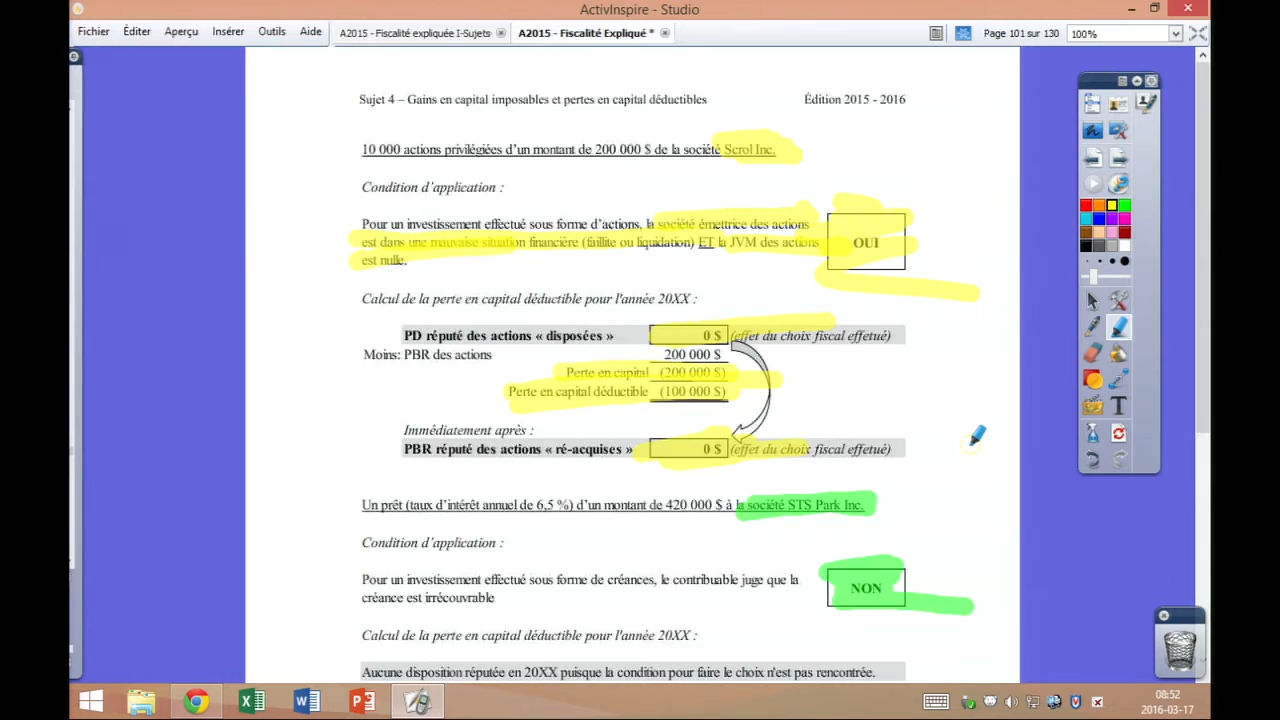 ActivInspire - Studio
Fichier Éditer Aperçu Insérer Outils Aide
A2015 - Fiscalité expliquée I-Sujets
A2015 - Fiscalité Expliqué *
Page 101 sur 130
100%
Sujet 4 – Gains en capital imposables et pertes en capital déductibles Édition 2015 - 2016
10 000 actions privilégiées d'un montant de 200 000 $ de la société Scrol Inc.
Condition d'application :
Pour un investissement effectué sous forme d'actions, la société émettrice des actions
est dans une mauvaise situation financière (faillite ou liquidation) ET la JVM des actions
est nulle.
OUI
Calcul de la perte en capital déductible pour l'année 20XX :
PD réputé des actions « disposées » 0 $ (effet du choix fiscal effetué)
Moins: PBR des actions 200 000 $
Perte en capital (200 000 $)
Perte en capital déductible (100 000 $)
Immédiatement après :
PBR réputé des actions « ré-acquises » 0 $ (effet du choix fiscal effetué)
Un prêt (taux d'intérêt annuel de 6,5 %) d'un montant de 420 000 $ à la société STS Park Inc.
Condition d'application :
Pour un investissement effectué sous forme de créances, le contribuable juge que la
créance est irrécouvrable
NON
Calcul de la perte en capital déductible pour l'année 20XX :
Aucune disposition réputée en 20XX puisque la condition pour faire le choix n'est pas rencontrée.
08:52
2016-03-17